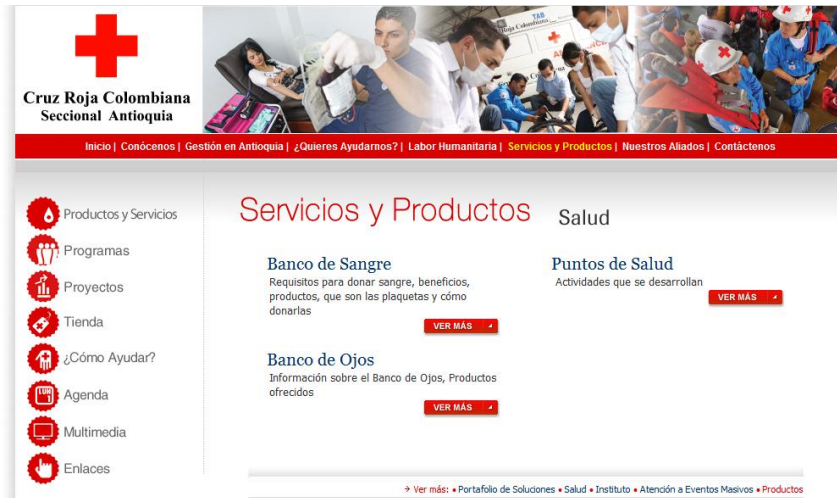 Cruz Roja Colombiana
Seccional Antioquia
Inicio | Conócenos | Gestión en Antioquia | ¿Quieres Ayudarnos? | Labor Humanitaria | Servicios y Productos | Nuestros Aliados | Contáctenos
Productos y Servicios
Programas
Proyectos
Tienda
¿Cómo Ayudar?
Agenda
Multimedia
Enlaces
Servicios y Productos Salud
Banco de Sangre
Requisitos para donar sangre, beneficios,
productos, que son las plaquetas y cómo
donarlas
VER MÁS
Puntos de Salud
Actividades que se desarrollan
VER MÁS
Banco de Ojos
Información sobre el Banco de Ojos, Productos
ofrecidos
VER MÁS
Ver más: • Portafolio de Soluciones • Salud • Instituto • Atención a Eventos Masivos • Productos